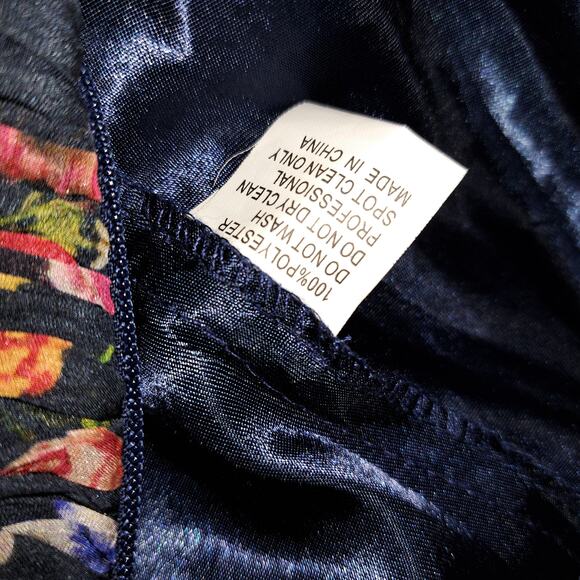 100%POLYESTER
DO NOT WASH
DO NOT DRY CLEAN
PROFESSIONAL
SPOT CLEAN ONLY
MADE IN CHINA